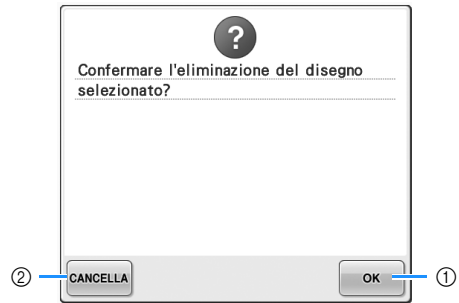 ?
Confermare l'eliminazione del disegno
selezionato?
② CANCELLA OK ①